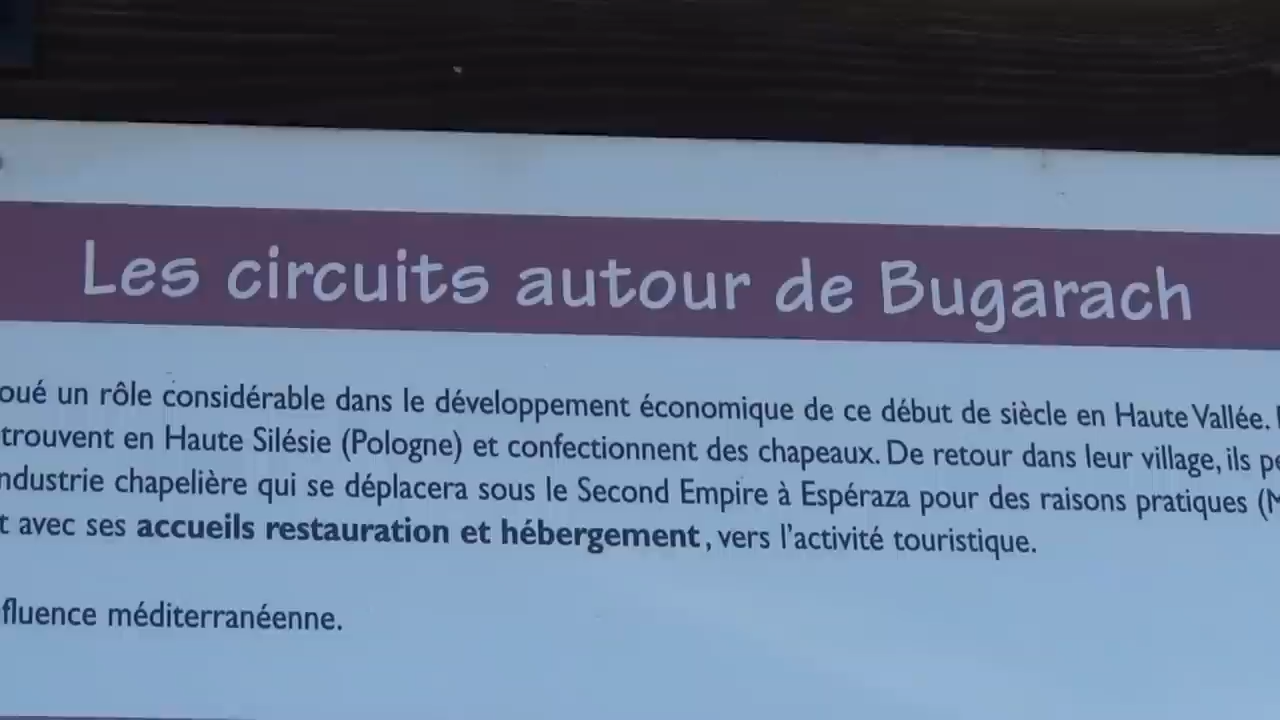 Les circuits autour de Bugarach
oué un rôle considérable dans le développement économique de ce début de siècle en Haute Vallée.
trouvent en Haute Silésie (Pologne) et confectionnent des chapeaux. De retour dans leur village, ils pe
ndustrie chapelière qui se déplacera sous le Second Empire à Espéraza pour des raisons pratiques (M
t avec ses accueils restauration et hébergement, vers l'activité touristique.
fluence méditerranéenne.